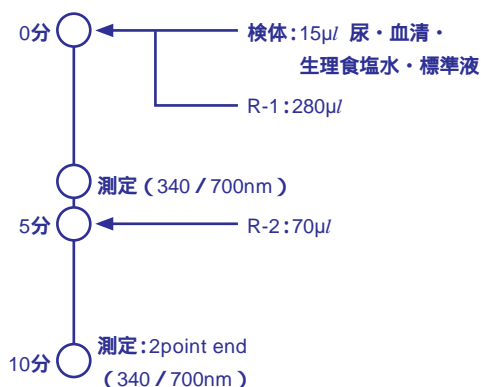 0分
検体:15μl 尿・血清・
生理食塩水・標準液
R-1:280μl
測定(340/700nm)
5分
R-2:70μl
測定:2point end
10分
(340/700nm)